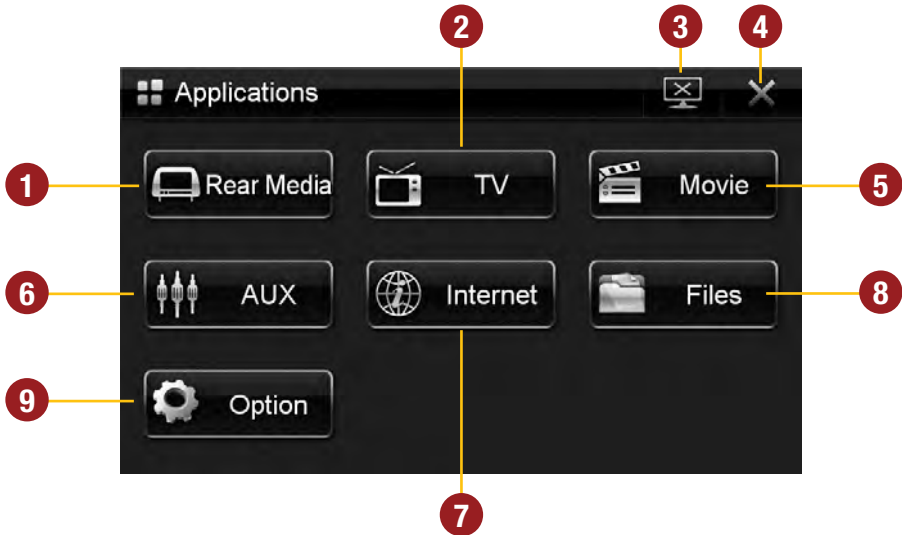 2 3 4
Applications
1 Rear Media TV Movie 5
6 AUX Internet Files 8
9 Option
7